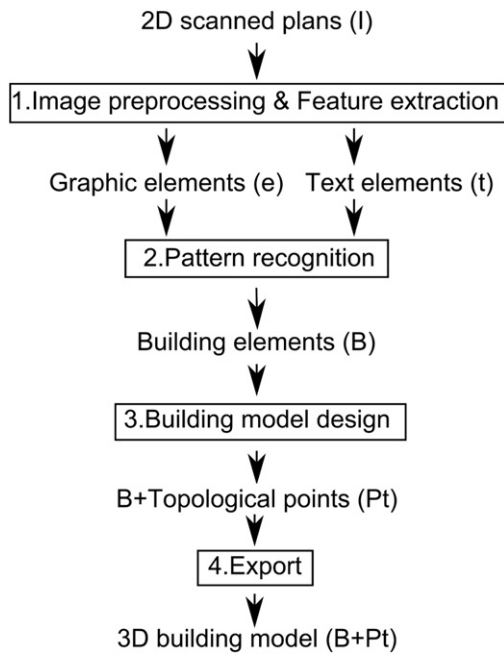 2D scanned plans (I)
1.Image preprocessing & Feature extraction
Graphic elements (e) Text elements (t)
2.Pattern recognition
Building elements (B)
3.Building model design
B+Topological points (Pt)
4.Export
3D building model (B+Pt)